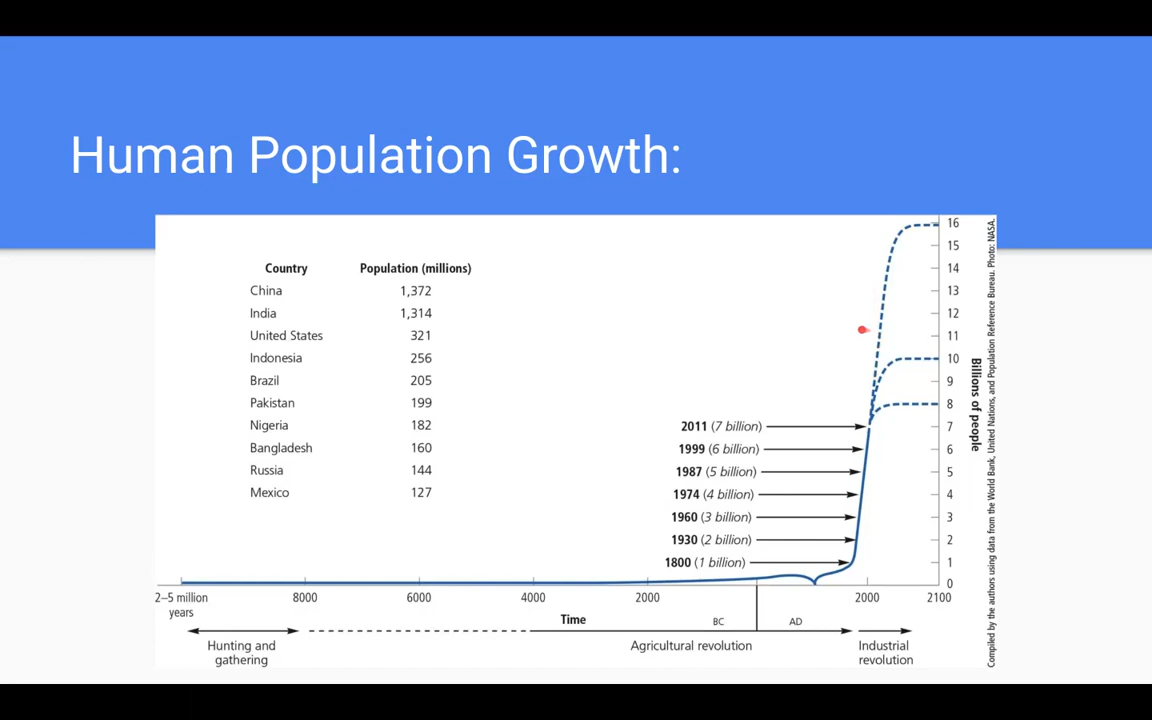 Human Population Growth:
Country Population (millions)
China 1,372
India 1,314
United States 321
Indonesia 256
Brazil 205
Pakistan 199
Nigeria 182
Bangladesh 160
Russia 144
Mexico 127
2011 (7 billion)
1999 (6 billion)
1987 (5 billion)
1974 (4 billion)
1960 (3 billion)
1930 (2 billion)
1800 (1 billion)
16
15
14
13
12
11
10
9
8
7
6
5
4
3
2
1
0
Billions of people
Compiled by the authors using data from the World Bank, United Nations, and Population Reference Bureau. Photo: NASA.
2–5 million
years
8000 6000 4000 2000 2000 2100
Time
BC AD
Hunting and
gathering
Agricultural revolution
Industrial
revolution